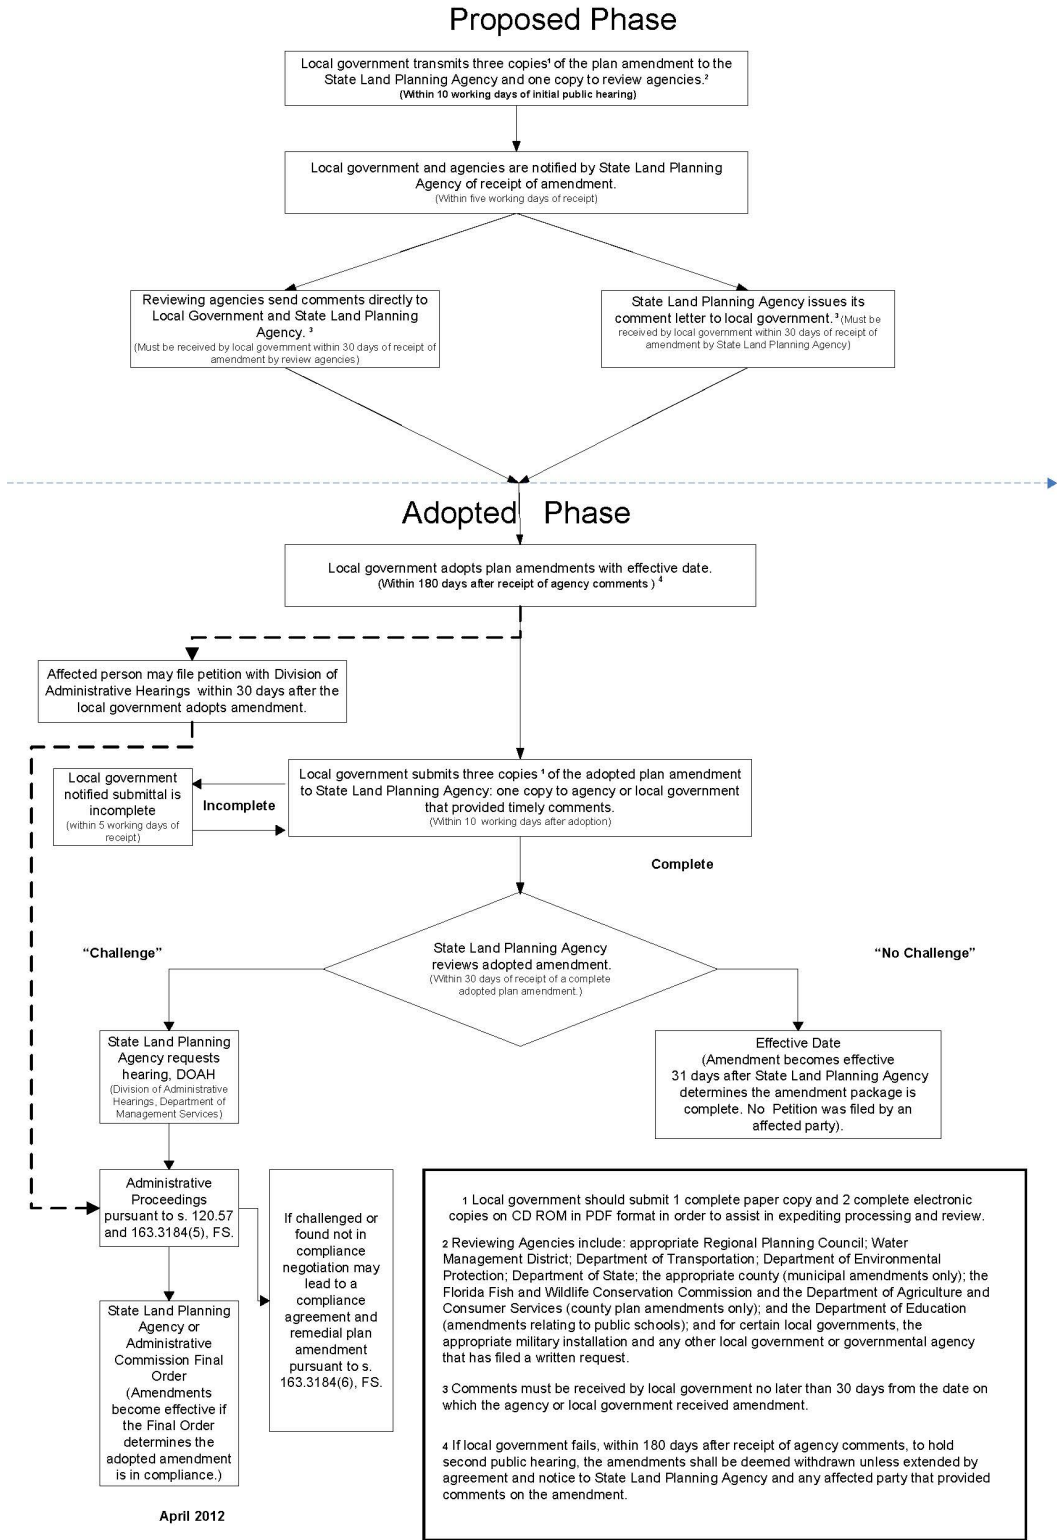 Proposed Phase
Local government transmits three copies¹ of the plan amendment to the
State Land Planning Agency and one copy to review agencies.²
(Within 10 working days of initial public hearing)
Local government and agencies are notified by State Land Planning
Agency of receipt of amendment.
(Within five working days of receipt)
Reviewing agencies send comments directly to
Local Government and State Land Planning
Agency. ³
(Must be received by local government within 30 days of receipt of
amendment by review agencies)
State Land Planning Agency issues its
comment letter to local government. ³ (Must be
received by local government within 30 days of receipt of
amendment by State Land Planning Agency)
Adopted Phase
Local government adopts plan amendments with effective date.
(Within 180 days after receipt of agency comments ) ⁴
Affected person may file petition with Division of
Administrative Hearings within 30 days after the
local government adopts amendment.
Local government
notified submittal is
incomplete
(within 5 working days of
receipt)
Incomplete
Local government submits three copies ¹ of the adopted plan amendment
to State Land Planning Agency: one copy to agency or local government
that provided timely comments.
(Within 10 working days after adoption)
Complete
"Challenge"
State Land Planning Agency
reviews adopted amendment.
(Within 30 days of receipt of a complete
adopted plan amendment.)
"No Challenge"
State Land Planning
Agency requests
hearing, DOAH
(Division of Administrative
Hearings, Department of
Management Services)
Effective Date
(Amendment becomes effective
31 days after State Land Planning Agency
determines the amendment package is
complete. No Petition was filed by an
affected party).
Administrative
Proceedings
pursuant to s. 120.57
and 163.3184(5), FS.
If challenged or
found not in
compliance
negotiation may
lead to a
compliance
agreement and
remedial plan
amendment
pursuant to s.
163.3184(6), FS.
State Land Planning
Agency or
Administrative
Commission Final
Order
(Amendments
become effective if
the Final Order
determines the
adopted amendment
is in compliance.)
April 2012
1 Local government should submit 1 complete paper copy and 2 complete electronic
copies on CD ROM in PDF format in order to assist in expediting processing and review.
2 Reviewing Agencies include: appropriate Regional Planning Council; Water
Management District; Department of Transportation; Department of Environmental
Protection; Department of State; the appropriate county (municipal amendments only); the
Florida Fish and Wildlife Conservation Commission and the Department of Agriculture and
Consumer Services (county plan amendments only); and the Department of Education
(amendments relating to public schools); and for certain local governments, the
appropriate military installation and any other local government or governmental agency
that has filed a written request.
3 Comments must be received by local government no later than 30 days from the date on
which the agency or local government received amendment.
4 If local government fails, within 180 days after receipt of agency comments, to hold
second public hearing, the amendments shall be deemed withdrawn unless extended by
agreement and notice to State Land Planning Agency and any affected party that provided
comments on the amendment.